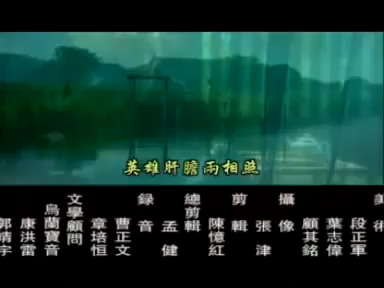 英雄肝膽兩相照
美術
段正軍
葉志偉
顧其銘
攝像
張津
剪輯
陳憶紅
總剪輯
孟健
録音
曹正文
章培恒
文學顧問
烏蘭寶音
康洪雷
郭靖宇